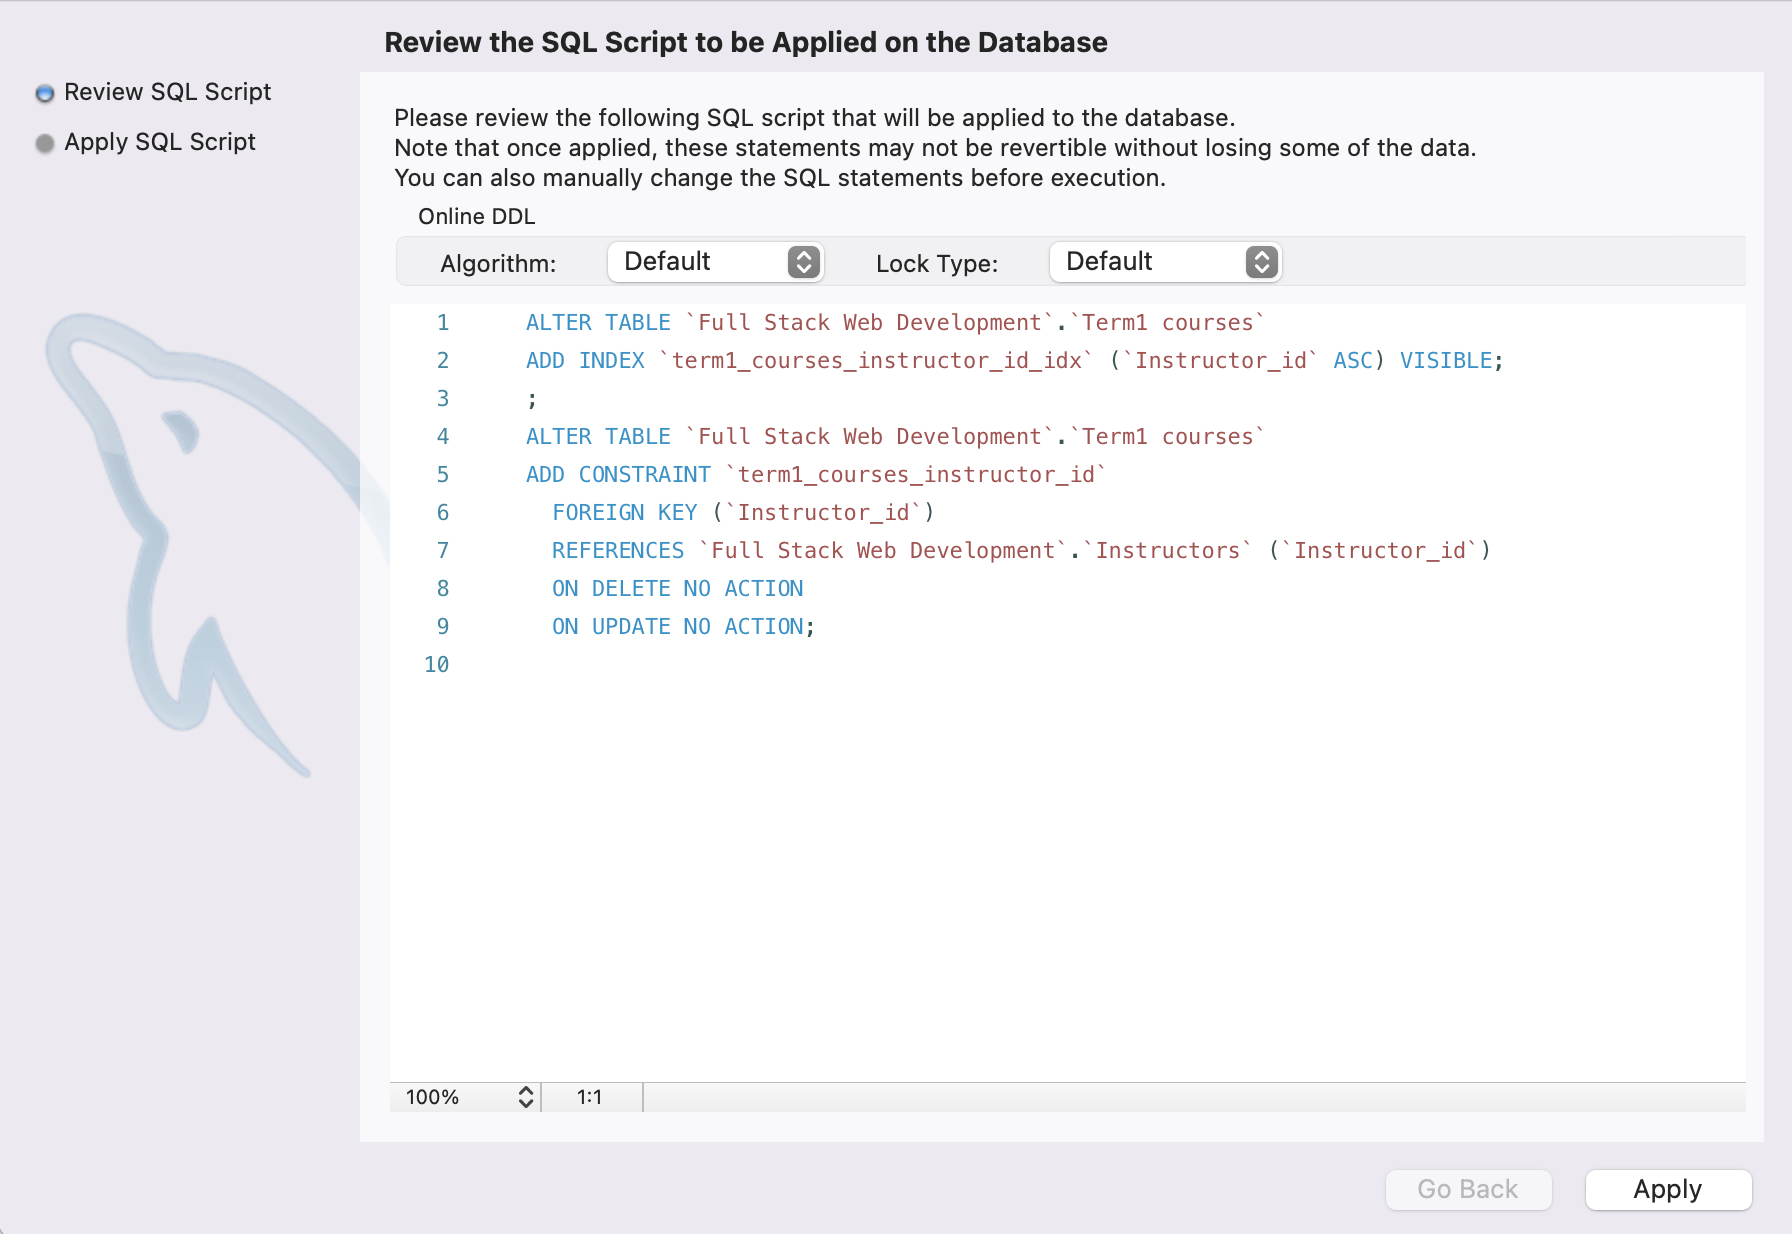 Review the SQL Script to be Applied on the Database
Review SQL Script
Apply SQL Script
Please review the following SQL script that will be applied to the database.
Note that once applied, these statements may not be revertible without losing some of the data.
You can also manually change the SQL statements before execution.
Online DDL
Algorithm: Default Lock Type: Default
1 ALTER TABLE `Full Stack Web Development`.`Term1 courses`
2 ADD INDEX `term1_courses_instructor_id_idx` (`Instructor_id` ASC) VISIBLE;
3 ;
4 ALTER TABLE `Full Stack Web Development`.`Term1 courses`
5 ADD CONSTRAINT `term1_courses_instructor_id`
6 FOREIGN KEY (`Instructor_id`)
7 REFERENCES `Full Stack Web Development`.`Instructors` (`Instructor_id`)
8 ON DELETE NO ACTION
9 ON UPDATE NO ACTION;
10
100% 1:1
Go Back Apply